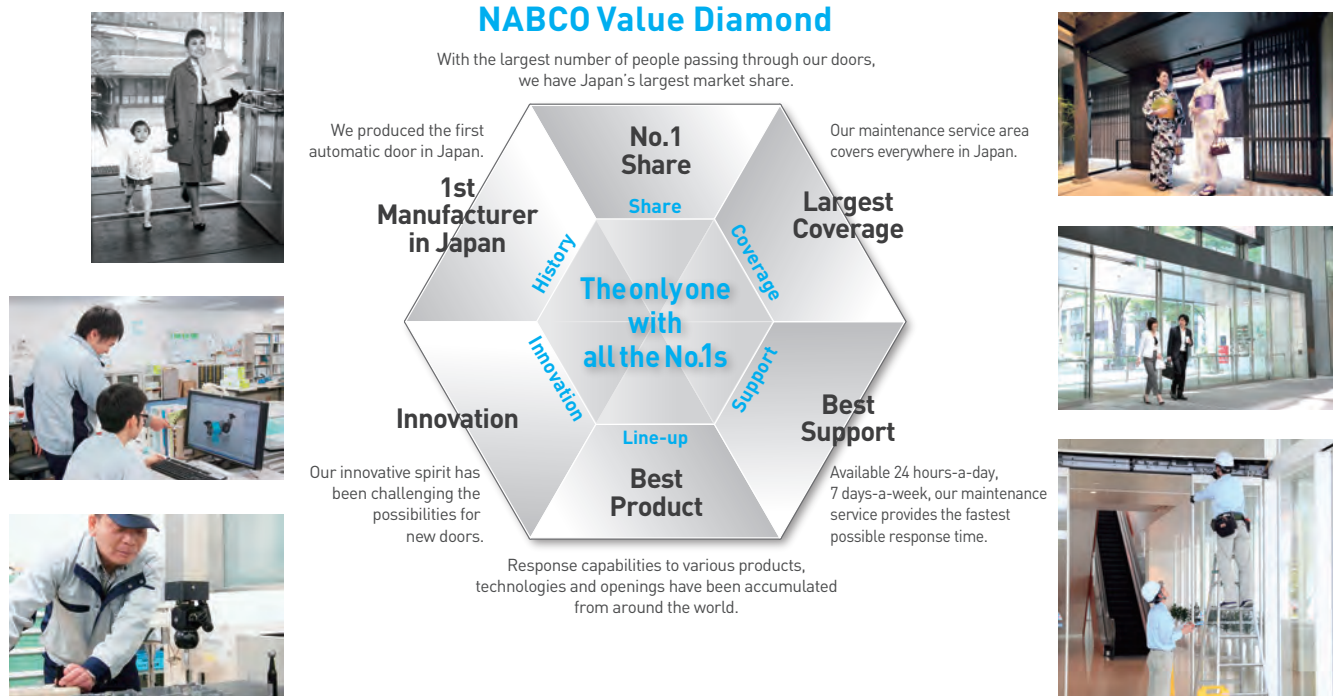 NABCO Value Diamond
With the largest number of people passing through our doors,
we have Japan's largest market share.
We produced the first
automatic door in Japan.
1st
Manufacturer
in Japan
History
No.1
Share
Share
Our maintenance service area
covers everywhere in Japan.
Largest
Coverage
Coverage
The only one
with
all the No.1s
Innovation
Innovation
Our innovative spirit has
been challenging the
possibilities for
new doors.
Line-up
Best
Product
Response capabilities to various products,
technologies and openings have been accumulated
from around the world.
Support
Best
Support
Available 24 hours-a-day,
7 days-a-week, our maintenance
service provides the fastest
possible response time.